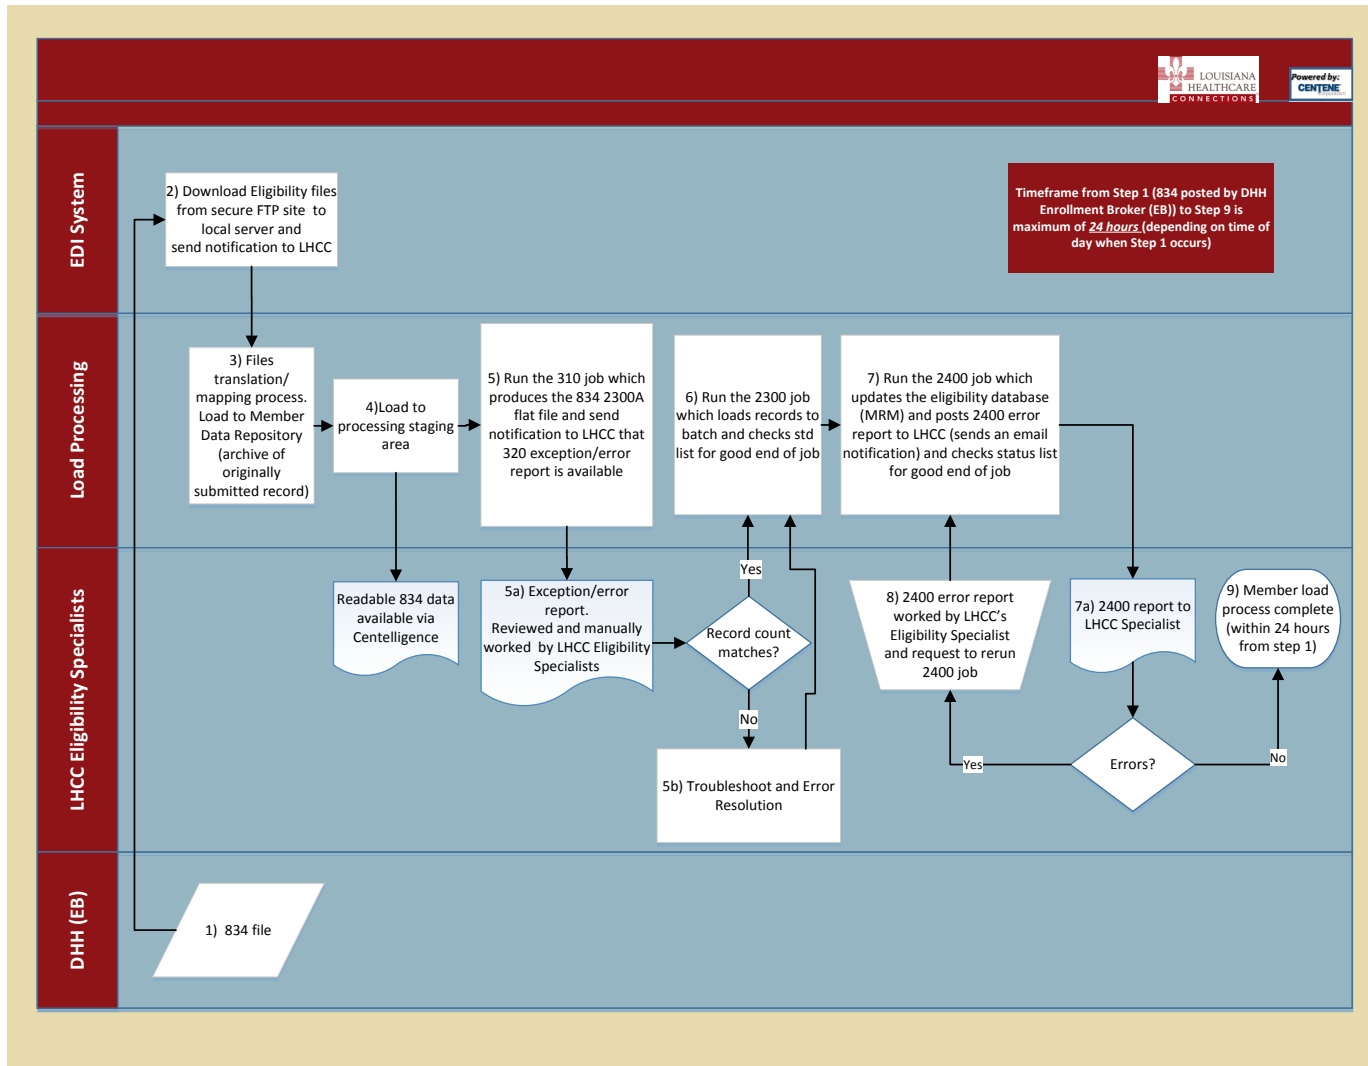 LOUISIANA
HEALTHCARE
CONNECTIONS
Powered by:
CENTENE
Corporation
EDI System
2) Download Eligibility files
from secure FTP site to
local server and
send notification to LHCC
Timeframe from Step 1 (834 posted by DHH
Enrollment Broker (EB)) to Step 9 is
maximum of 24 hours (depending on time of
day when Step 1 occurs)
Load Processing
3) Files
translation/
mapping process.
Load to Member
Data Repository
(archive of
originally
submitted record)
4)Load to
processing staging
area
5) Run the 310 job which
produces the 834 2300A
flat file and send
notification to LHCC that
320 exception/error
report is available
6) Run the 2300 job
which loads records to
batch and checks std
list for good end of job
7) Run the 2400 job which
updates the eligibility database
(MRM) and posts 2400 error
report to LHCC (sends an email
notification) and checks status list
for good end of job
LHCC Eligibility Specialists
Readable 834 data
available via
Centelligence
5a) Exception/error
report.
Reviewed and manually
worked by LHCC Eligibility
Specialists
Yes
Record count
matches?
No
5b) Troubleshoot and Error
Resolution
8) 2400 error report
worked by LHCC's
Eligibility Specialist
and request to rerun
2400 job
7a) 2400 report to
LHCC Specialist
9) Member load
process complete
(within 24 hours
from step 1)
Yes
Errors?
No
DHH (EB)
1) 834 file